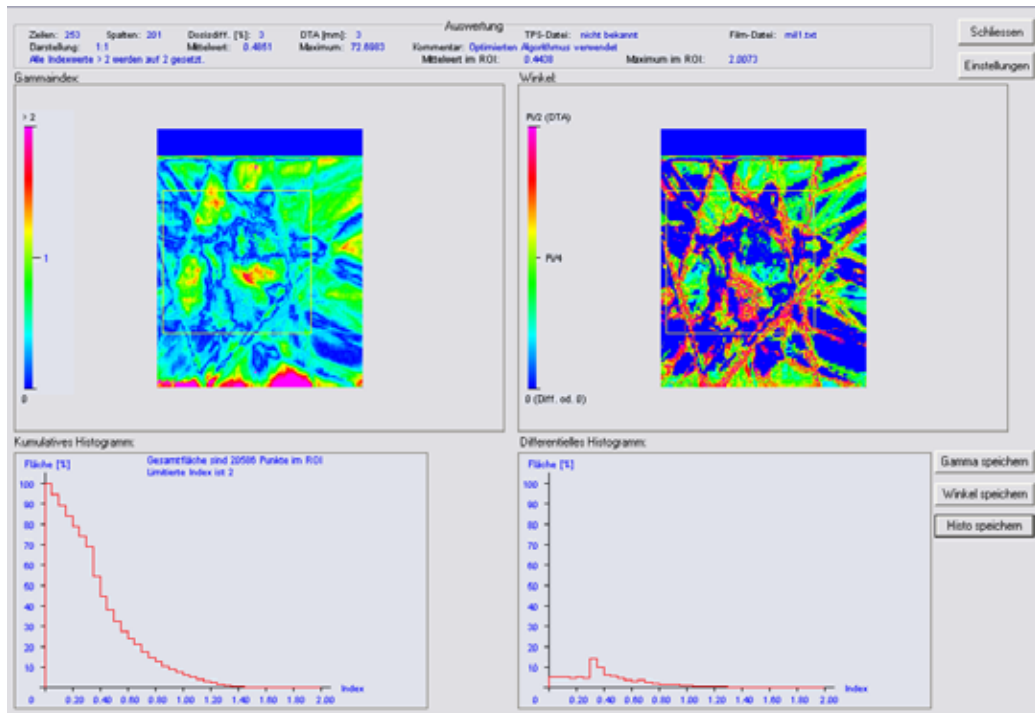 Auswertung
Zeilen: 253 Spalten: 201 Dosisdiff. [%]: 3 DTA [mm]: 3 TPS-Datei: nicht bekannt Film-Datei: mil1.txt
Darstellung: 1:1 Mittelwert: 0.4861 Maximum: 72.8983 Kommentar: Optimierten Algorithmus verwendet
Alle Indexwerte > 2 werden auf 2 gesetzt. Mittelwert im ROI: 0.4438 Maximum im ROI: 2.0073
Schliessen
Einstellungen
Gammaindex:
> 2
1
0
Winkel:
Pi/2 (DTA)
Pi/4
0 (Diff. od. 0)
Kumulatives Histogramm:
Fläche [%]
Gesamtfläche sind 20586 Punkte im ROI
Limitierte Index ist 2
100
90
80
70
60
50
40
30
20
10
0 0.20 0.40 0.60 0.80 1.00 1.20 1.40 1.60 1.80 2.00
Index
Differentielles Histogramm:
Fläche [%]
100
90
80
70
60
50
40
30
20
10
0 0.20 0.40 0.60 0.80 1.00 1.20 1.40 1.60 1.80 2.00
Index
Gamma speichern
Winkel speichern
Histo speichern